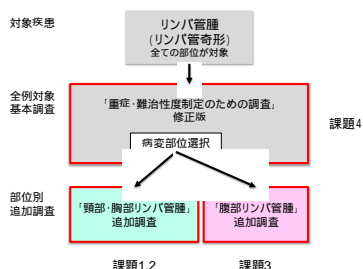 対象疾患
リンパ管腫
(リンパ管奇形)
全ての部位が対象
全例対象
基本調査
「重症・難治性度制定のための調査」
修正版
課題4
病変部位選択
部位別
追加調査
「頸部・胸部リンパ管腫」
追加調査
「腹部リンパ管腫」
追加調査
課題1,2
課題3